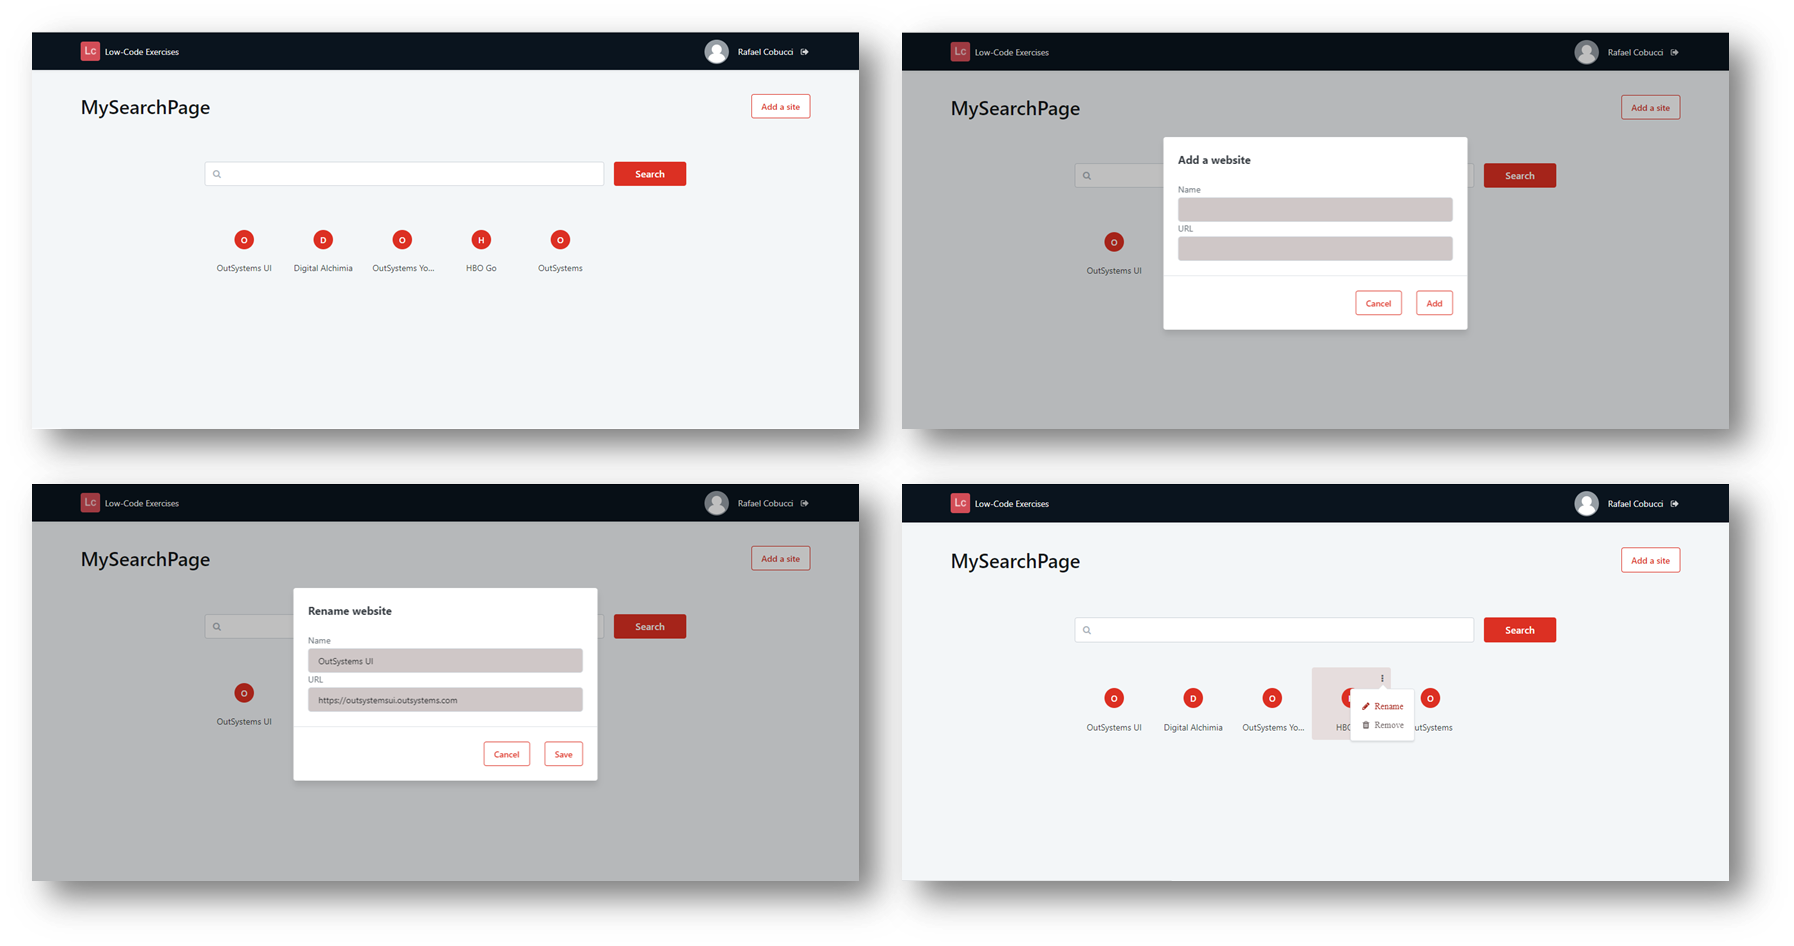 Lc Low-Code Exercises Rafael Cobucci
MySearchPage Add a site
Search
O D O H O
OutSystems UI Digital Alchimia OutSystems Yo... HBO Go OutSystems
Lc Low-Code Exercises Rafael Cobucci
MySearchPage Add a site
Add a website
Search
Name
URL
O
OutSystems UI
Cancel Add
Lc Low-Code Exercises Rafael Cobucci
MySearchPage Add a site
Rename website
Search
Name
OutSystems UI
URL
O
https://outsystemsui.outsystems.com
OutSystems UI
Cancel Save
Lc Low-Code Exercises Rafael Cobucci
MySearchPage Add a site
Search
O D O O
Rename
OutSystems UI Digital Alchimia OutSystems Yo... HBO utSystems
Remove